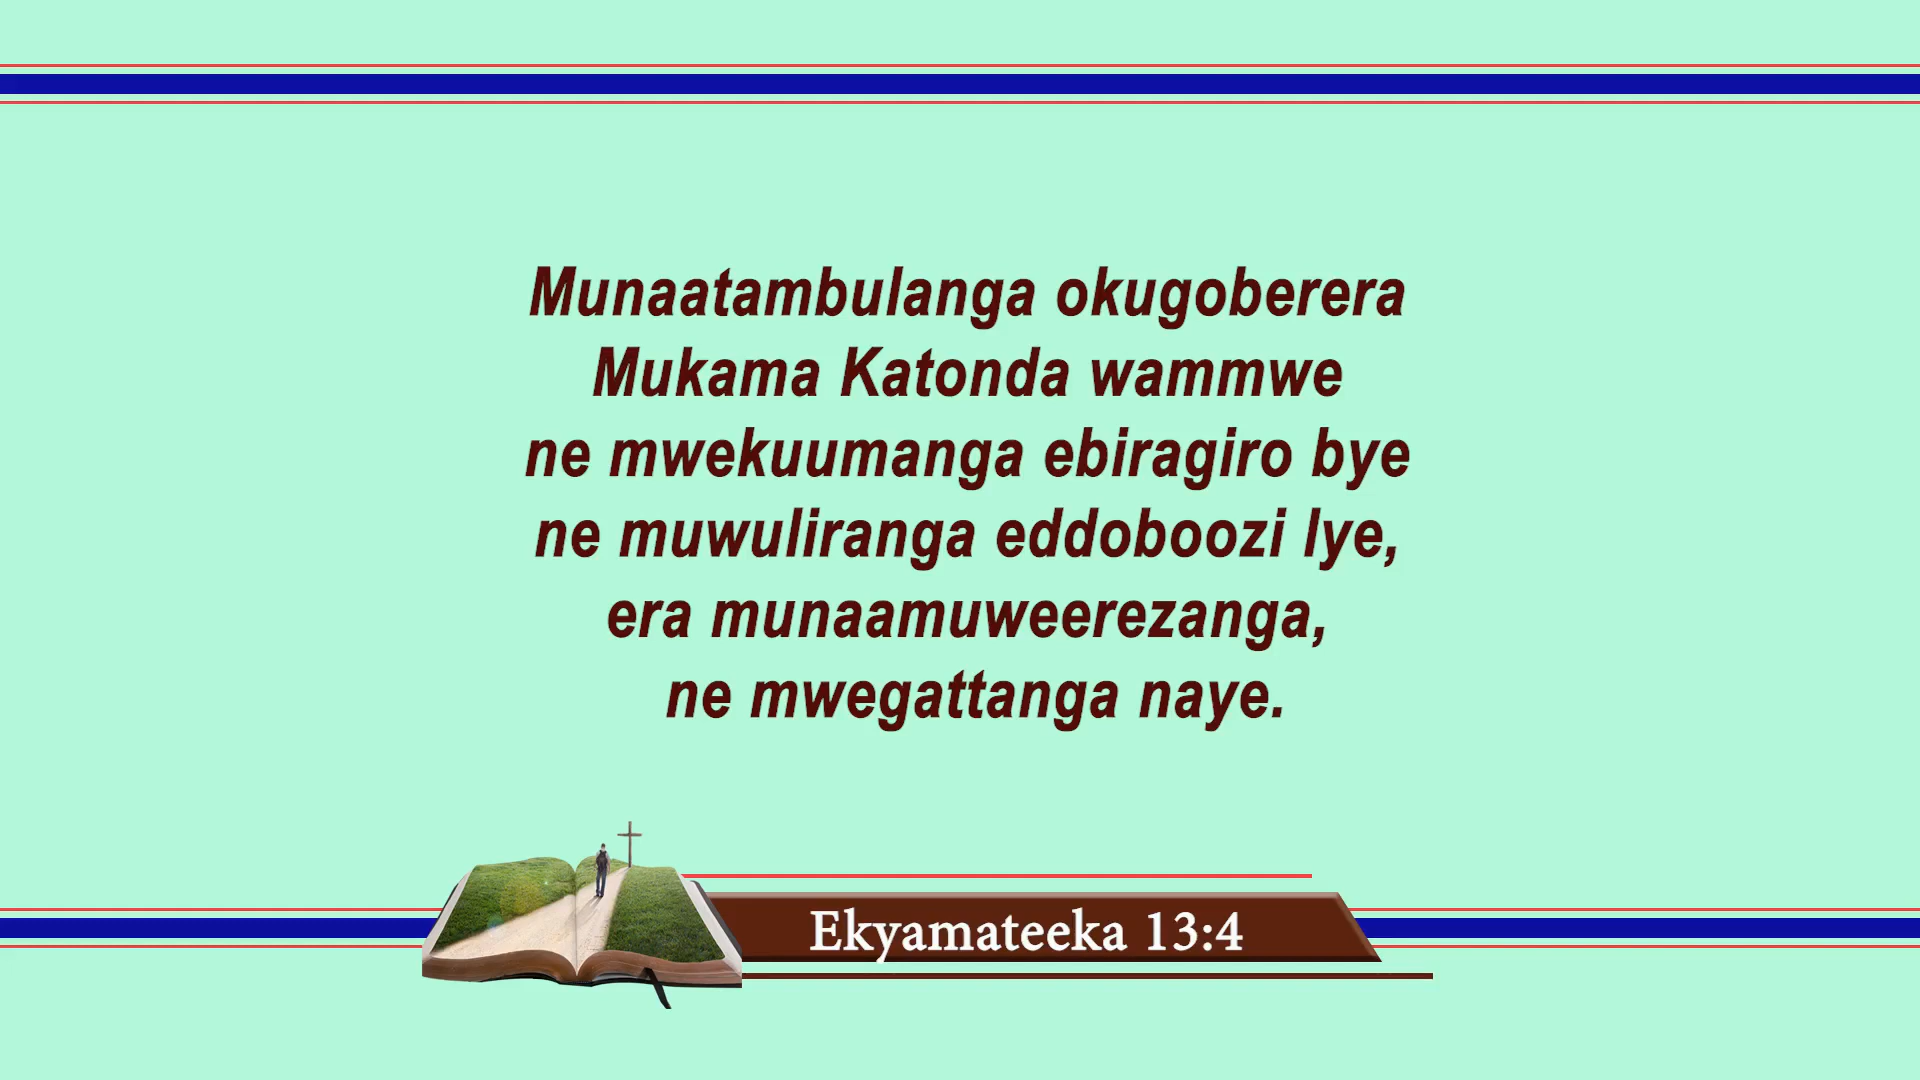 Munaatambulanga okugoberera
Mukama Katonda wammwe
ne mwekuumanga ebiragiro bye
ne muwuliranga eddoboozi lye,
era munaamuweerezanga,
ne mwegattanga naye.
Ekyamateeka 13:4